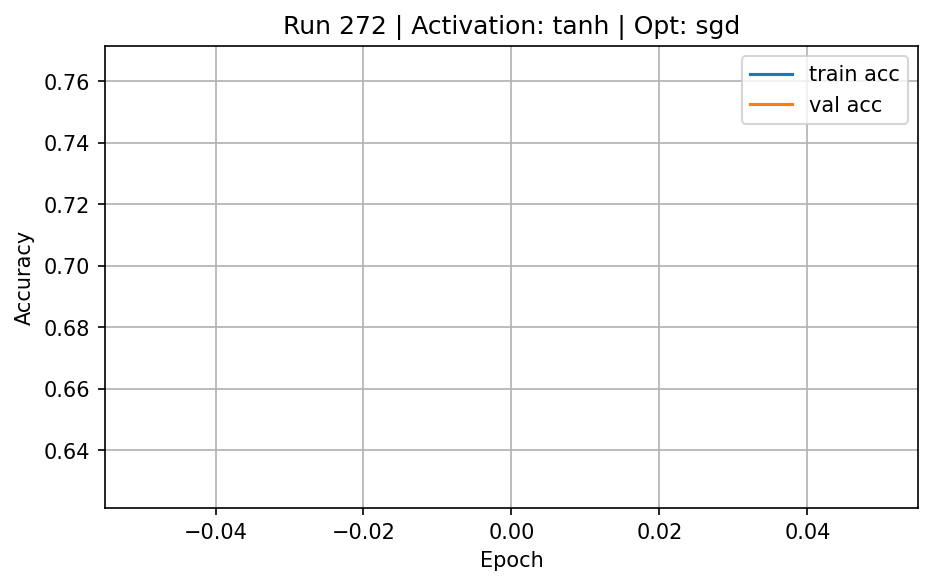 Run 272 | Activation: tanh | Opt: sgd
train acc
val acc
0.76
0.74
0.72
0.70
0.68
0.66
0.64
Accuracy
−0.04
−0.02
0.00
0.02
0.04
Epoch